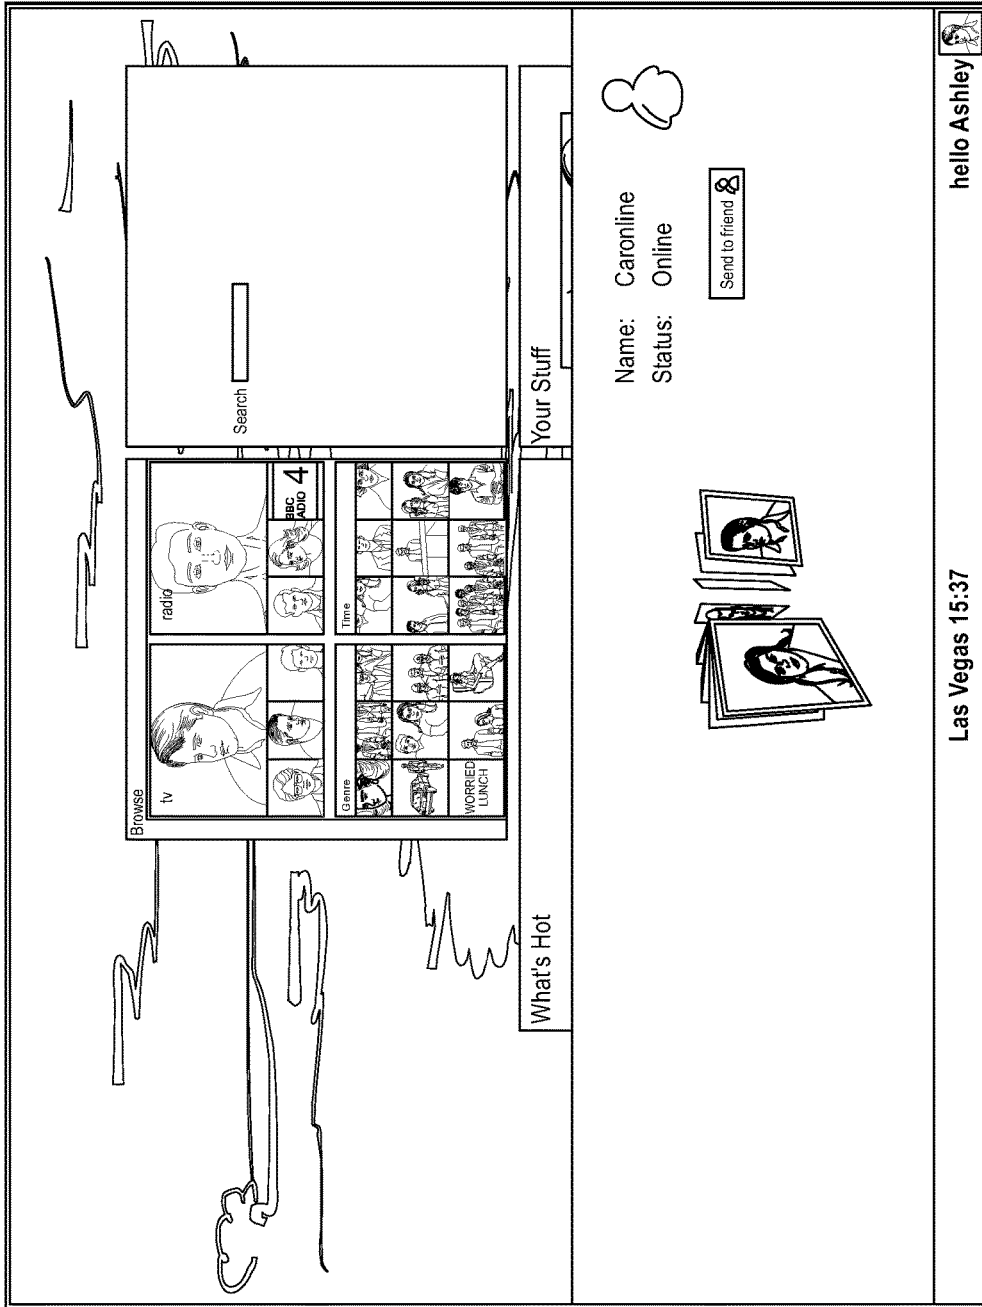 Browse
tv
radio
BBC
ADIO 4
Genre
Time
WORRIED
LUNCH
Search
What's Hot
Your Stuff
Name: Caronline
Status: Online
Send to friend
Las Vegas 15:37
hello Ashley